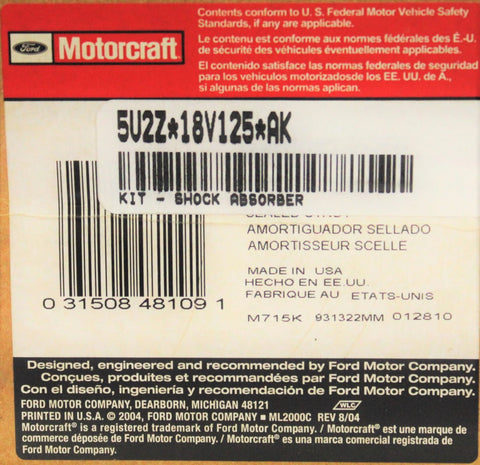 Contents conform to U. S. Federal Motor Vehicle Safety
Standards, if any are applicable.
Ford
Motorcraft®
Le contenu est conforme aux normes fédérales des É.-U.
de sécurité des véhicules éventuellement applicables.
El contenido satisface las normas federales de seguridad
para los vehículos motorizadosde los EE. UU. de A.,
si algunas de las normas aplican.
5U2Z*18V125*AK
KIT - SHOCK ABSORBER
AMORTIGUADOR SELLADO
AMORTISSEUR SCELLE
MADE IN USA
HECHO EN EE.UU.
FABRIQUE AU ETATS-UNIS
0 31508 48109 1
M715K 931322MM 012810
Designed, engineered and recommended by Ford Motor Company.
Conçues, produites et recommandées par Ford Motor Company.
Con el diseño, ingeniería y recomendación de Ford Motor Company.
FORD MOTOR COMPANY, DEARBORN, MICHIGAN 48121
WLC
PRINTED IN U.S.A. © 2004, FORD MOTOR COMPANY ■ ML2000C REV 8/04
Motorcraft® is a registered trademark of Ford Motor Company. / Motorcraft® est une marque de
commerce déposée de Ford Motor Company. / Motorcraft® es una marca comercial registrada de
Ford Motor Company.